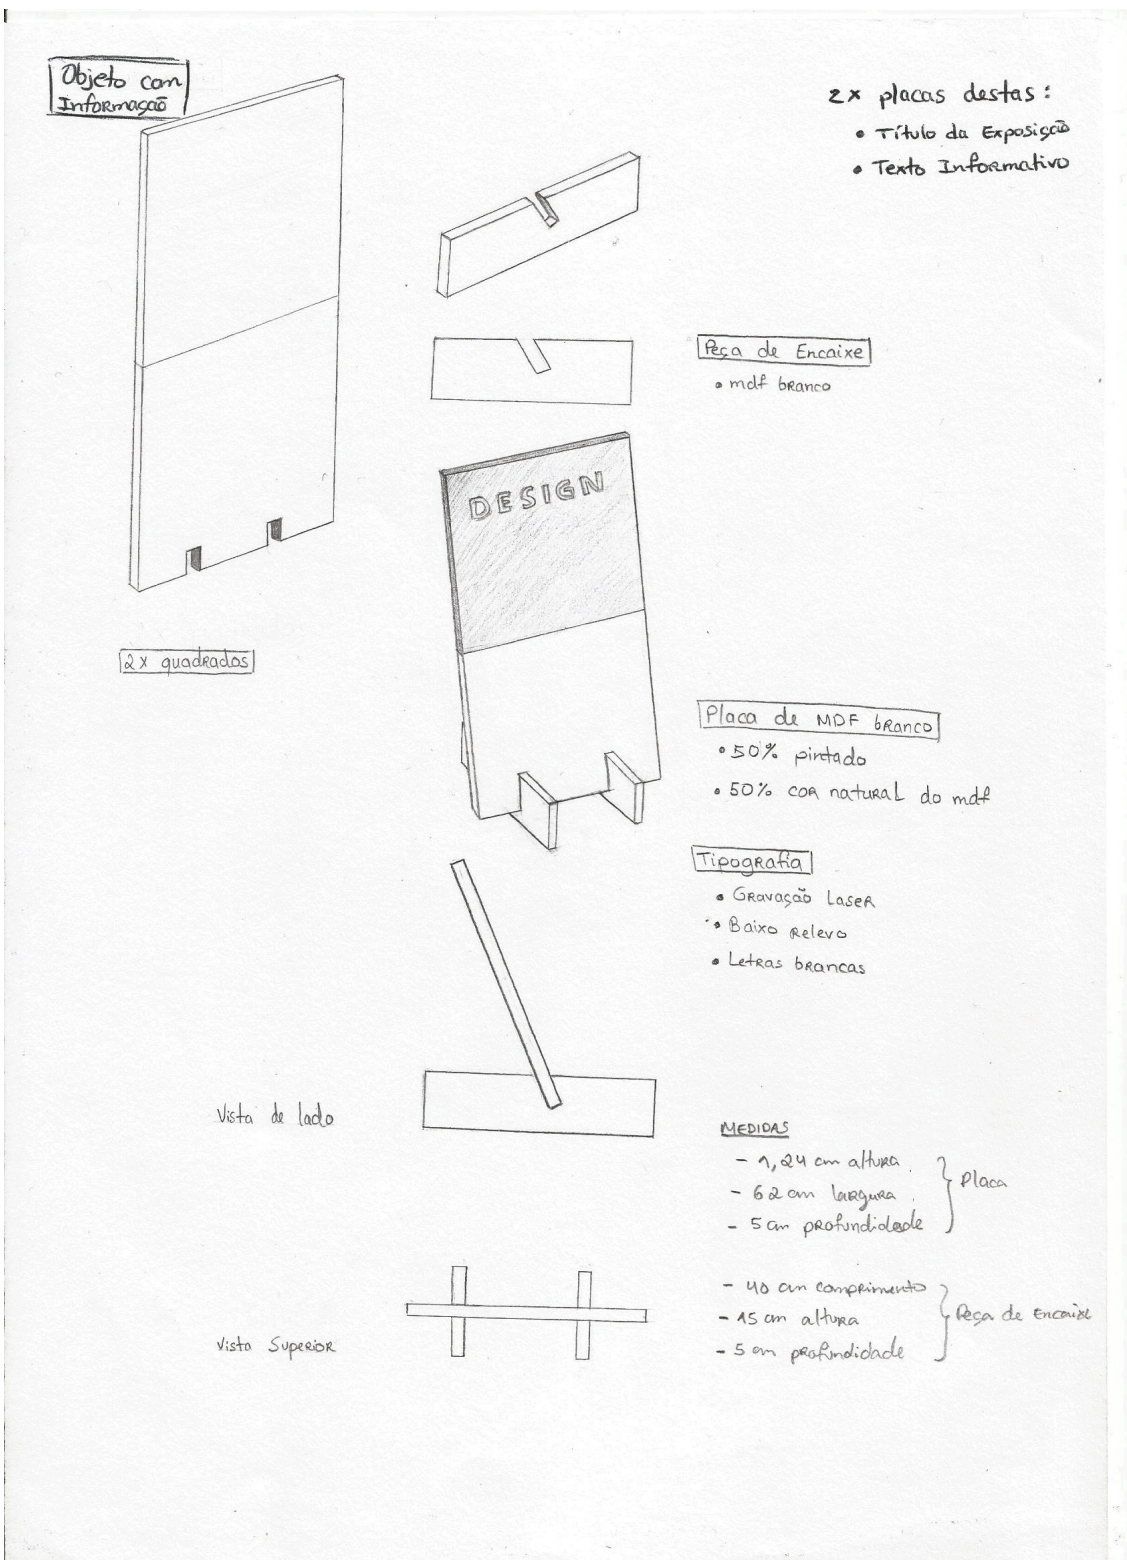 Objeto com
Informação
2x placas destas:
• Título da Exposição
• Texto Informativo
Peça de Encaixe
• mdf branco
DESIGN
2x quadrados
Placa de MDF branco
• 50% pintado
• 50% cor natural do mdf
Tipografia
• Gravação Laser
• Baixo relevo
• Letras brancas
Vista de lado
MEDIDAS
- 1,24 cm altura
- 62 cm largura
- 5 cm profundidade
Placa
- 40 cm comprimento
- 15 cm altura
- 5 cm profundidade
Peça de Encaixe
Vista Superior